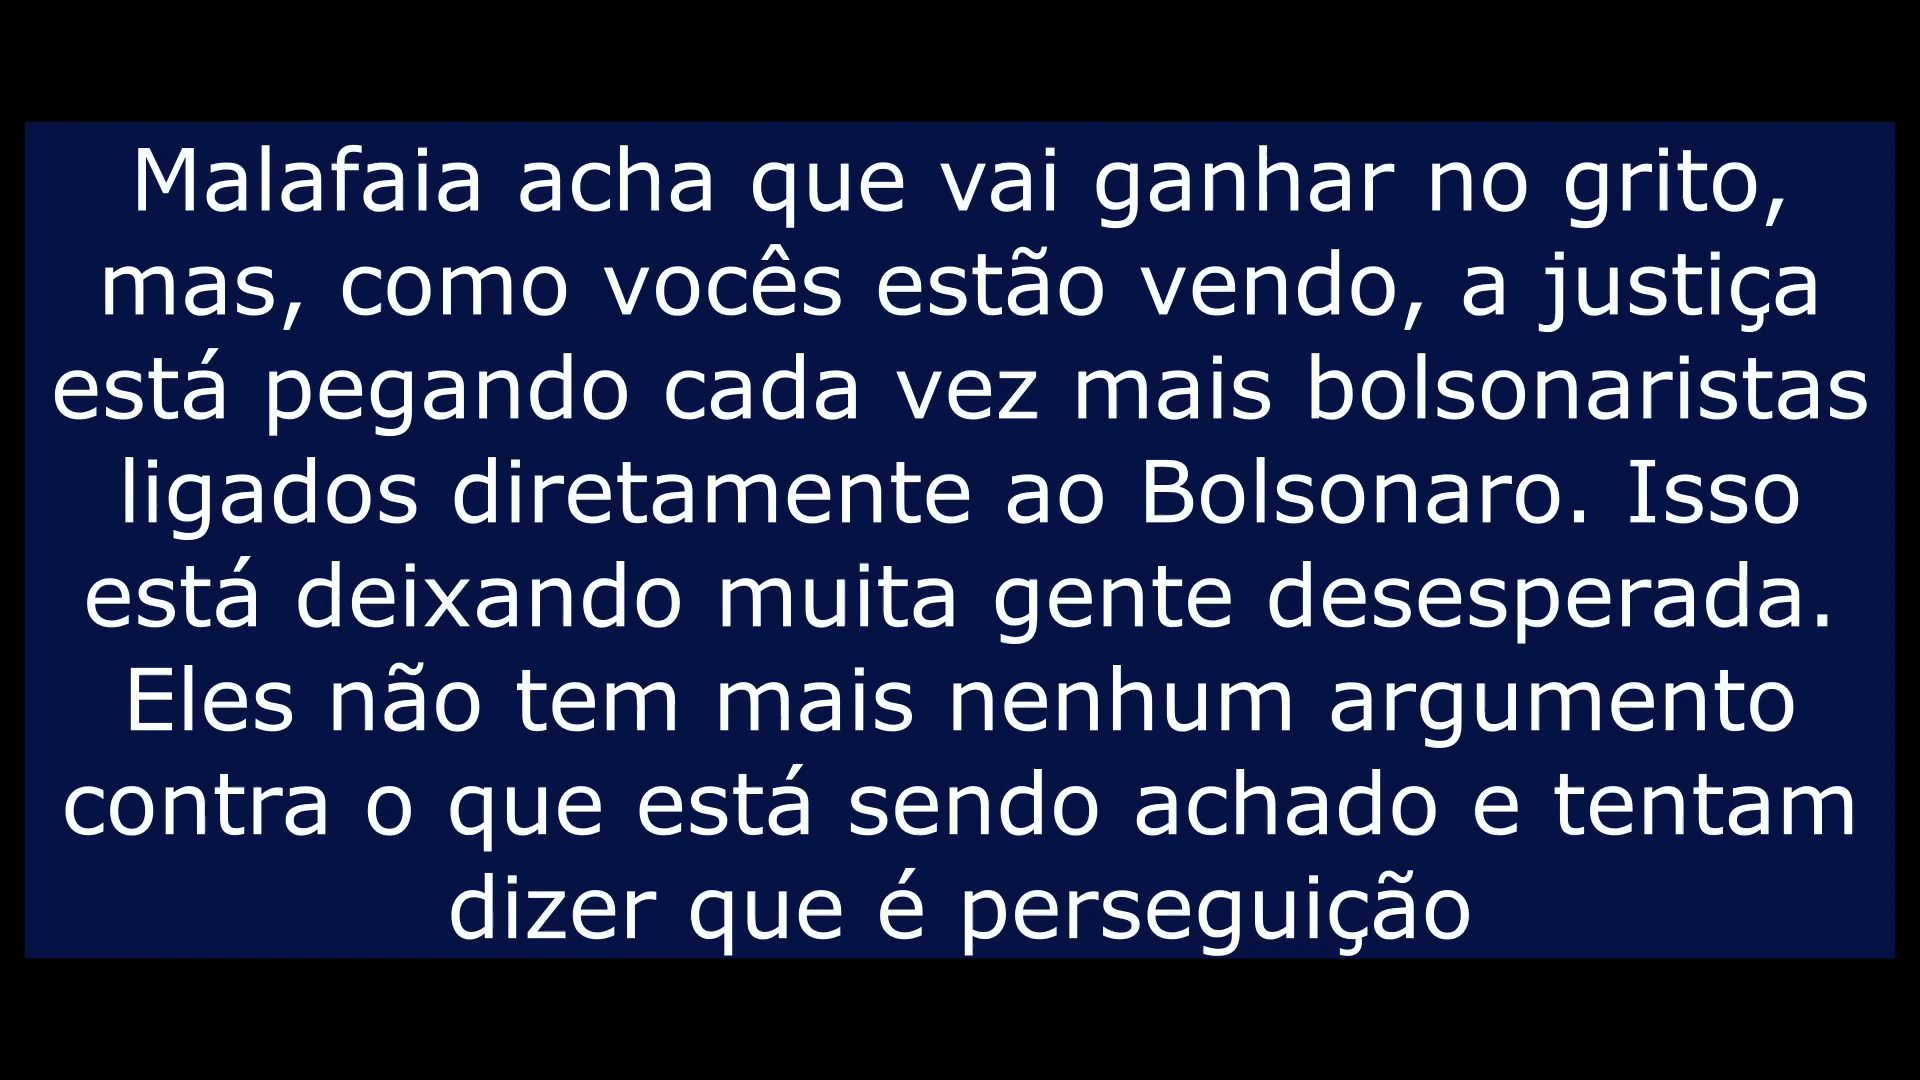 Malafaia acha que vai ganhar no grito,
mas, como vocês estão vendo, a justiça
está pegando cada vez mais bolsonaristas
ligados diretamente ao Bolsonaro. Isso
está deixando muita gente desesperada.
Eles não tem mais nenhum argumento
contra o que está sendo achado e tentam
dizer que é perseguição